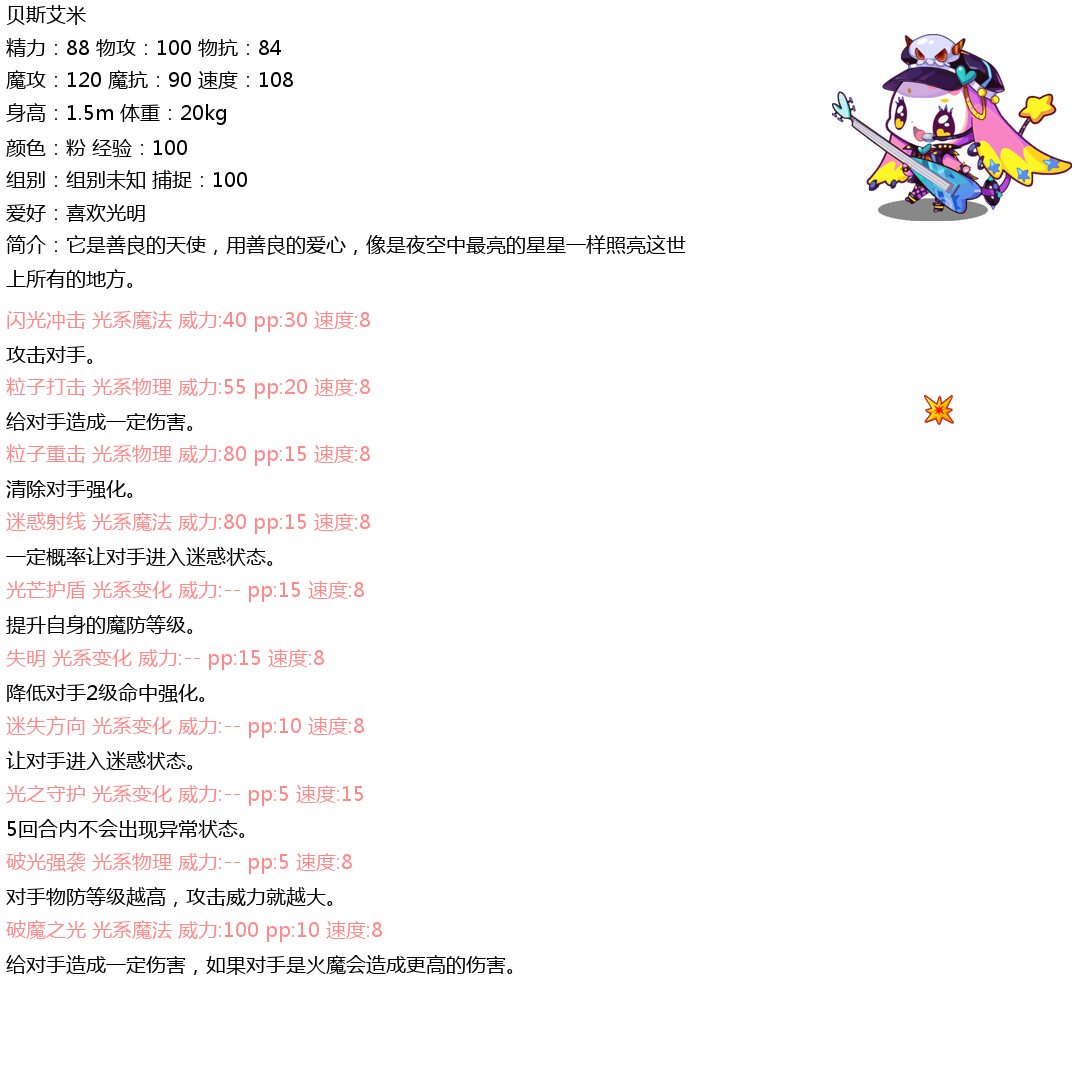 贝斯艾米
精力：88 物攻：100 物抗：84
魔攻：120 魔抗：90 速度：108
身高：1.5m 体重：20kg
颜色：粉 经验：100
组别：组别未知 捕捉：100
爱好：喜欢光明
简介：它是善良的天使，用善良的爱心，像是夜空中最亮的星星一样照亮这世
上所有的地方。
闪光冲击 光系魔法 威力:40 pp:30 速度:8
攻击对手。
粒子打击 光系物理 威力:55 pp:20 速度:8
给对手造成一定伤害。
粒子重击 光系物理 威力:80 pp:15 速度:8
清除对手强化。
迷惑射线 光系魔法 威力:80 pp:15 速度:8
一定概率让对手进入迷惑状态。
光芒护盾 光系变化 威力:-- pp:15 速度:8
提升自身的魔防等级。
失明 光系变化 威力:-- pp:15 速度:8
降低对手2级命中强化。
迷失方向 光系变化 威力:-- pp:10 速度:8
让对手进入迷惑状态。
光之守护 光系变化 威力:-- pp:5 速度:15
5回合内不会出现异常状态。
破光强袭 光系物理 威力:-- pp:5 速度:8
对手物防等级越高，攻击威力就越大。
破魔之光 光系魔法 威力:100 pp:10 速度:8
给对手造成一定伤害，如果对手是火魔会造成更高的伤害。